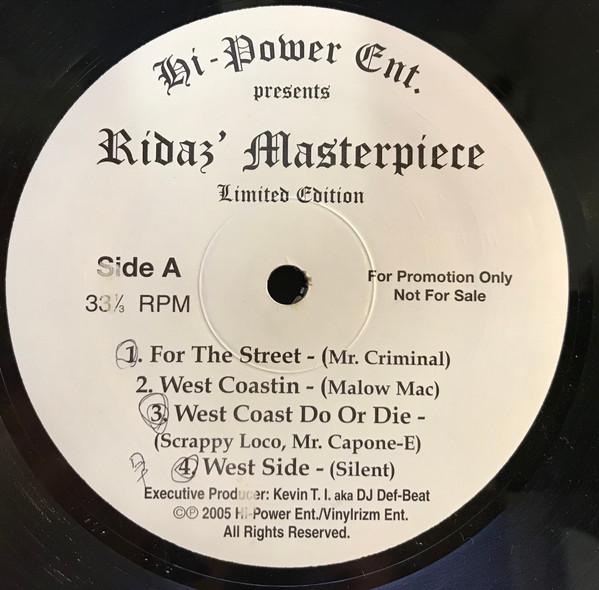 Hi-Power Ent.
presents
Ridaz' Masterpiece
Limited Edition
Side A
33⅓ RPM
For Promotion Only
Not For Sale
1. For The Street - (Mr. Criminal)
2. West Coastin - (Malow Mac)
3. West Coast Do Or Die -
(Scrappy Loco, Mr. Capone-E)
4. West Side - (Silent)
Executive Producer: Kevin T. I. aka DJ Def-Beat
©℗ 2005 Hi-Power Ent./Vinylrizm Ent.
All Rights Reserved.